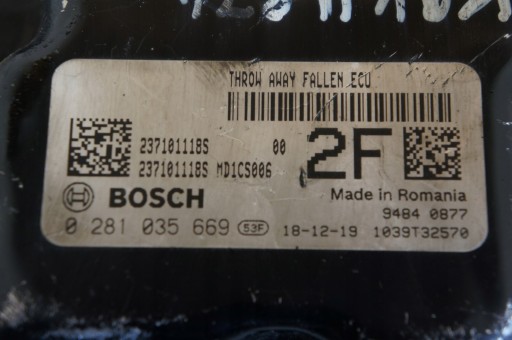 THROW AWAY FALLEN ECU
237101118S 00
237101118S MD1CS006
2F
BOSCH
Made in Romania
9484 0877
0 281 035 669 53F 18-12-19 1039T32570